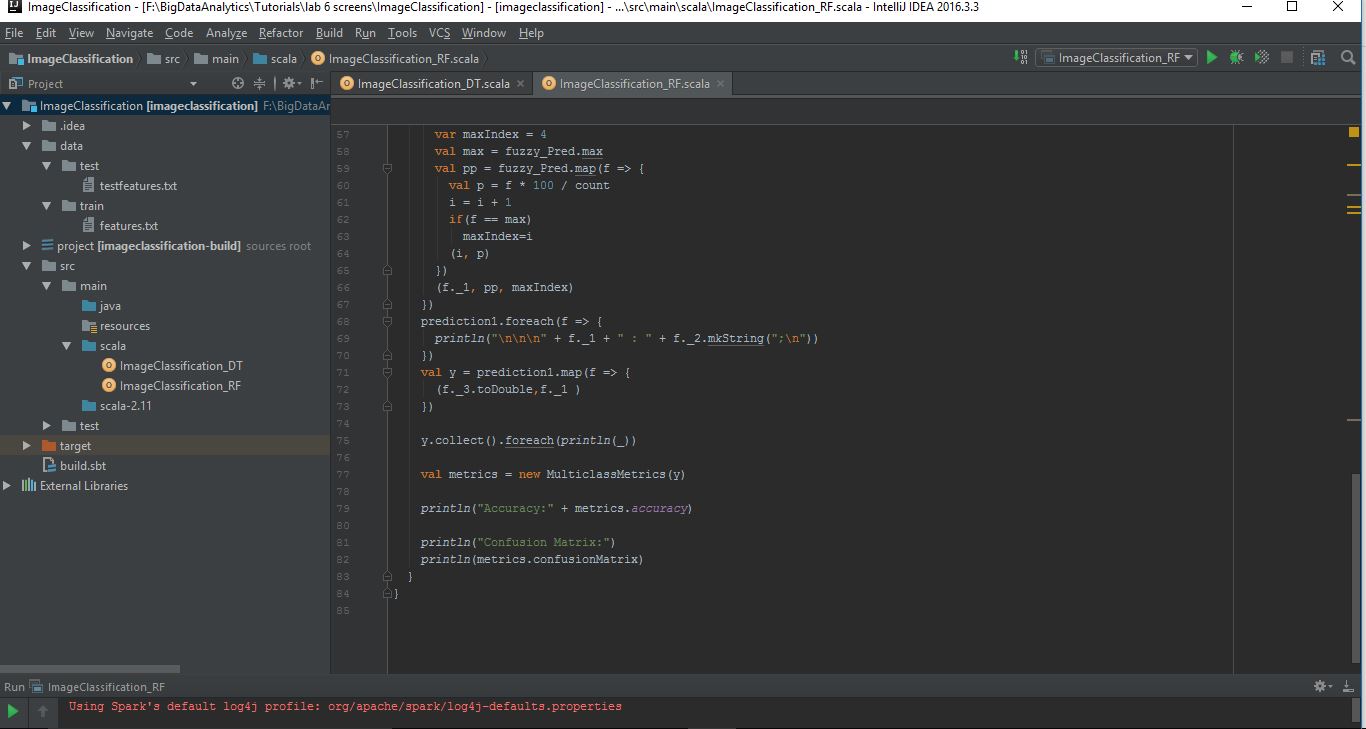 ImageClassification - [F:\BigDataAnalytics\Tutorials\lab 6 screens\ImageClassification] - [imageclassification] - ...\src\main\scala\ImageClassification_RF.scala - IntelliJ IDEA 2016.3.3
File Edit View Navigate Code Analyze Refactor Build Run Tools VCS Window Help
ImageClassification src main scala ImageClassification_RF.scala
ImageClassification_RF
Project
ImageClassification_DT.scala ImageClassification_RF.scala
ImageClassification [imageclassification] F:\BigDataAr
.idea
data
test
testfeatures.txt
train
features.txt
project [imageclassification-build] sources root
src
main
java
resources
scala
ImageClassification_DT
ImageClassification_RF
scala-2.11
test
target
build.sbt
External Libraries
57 var maxIndex = 4
58 val max = fuzzy_Pred.max
59 val pp = fuzzy_Pred.map(f => {
60 val p = f * 100 / count
61 i = i + 1
62 if(f == max)
63 maxIndex=i
64 (i, p)
65 })
66 (f._1, pp, maxIndex)
67 })
68 prediction1.foreach(f => {
69 println("\n\n\n" + f._1 + " : " + f._2.mkString(";\n"))
70 })
71 val y = prediction1.map(f => {
72 (f._3.toDouble,f._1 )
73 })
74
75 y.collect().foreach(println(_))
76
77 val metrics = new MulticlassMetrics(y)
78
79 println("Accuracy:" + metrics.accuracy)
80
81 println("Confusion Matrix:")
82 println(metrics.confusionMatrix)
83 }
84 }
85
Run ImageClassification_RF
Using Spark's default log4j profile: org/apache/spark/log4j-defaults.properties